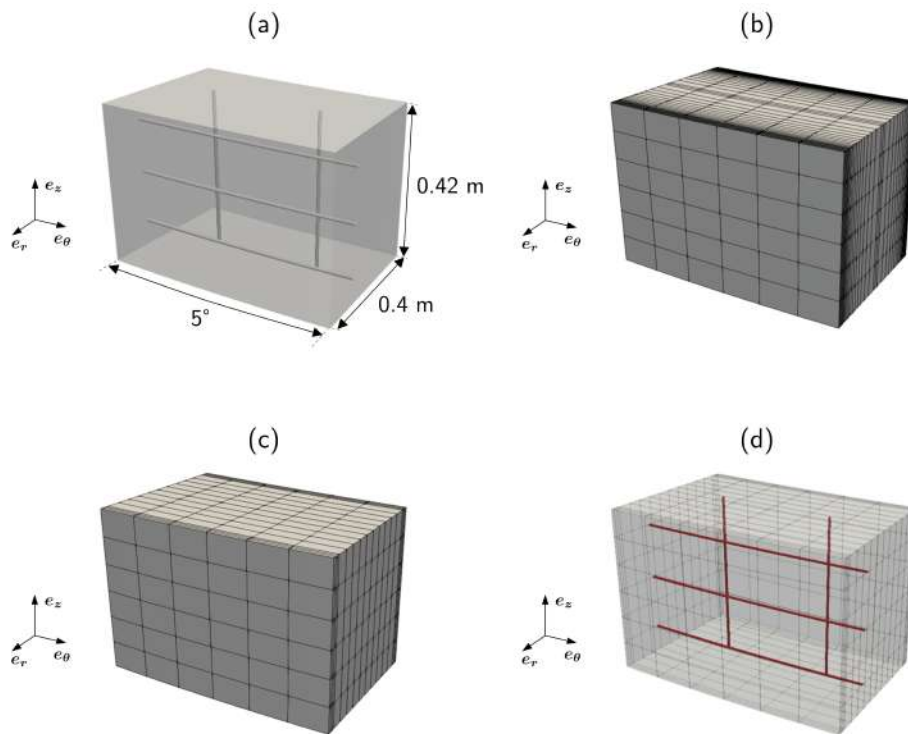 (a)
(b)
0.42 m
0.4 m
5°
e_z
e_r
e_θ
e_z
e_r
e_θ
(c)
(d)
e_z
e_r
e_θ
e_z
e_r
e_θ